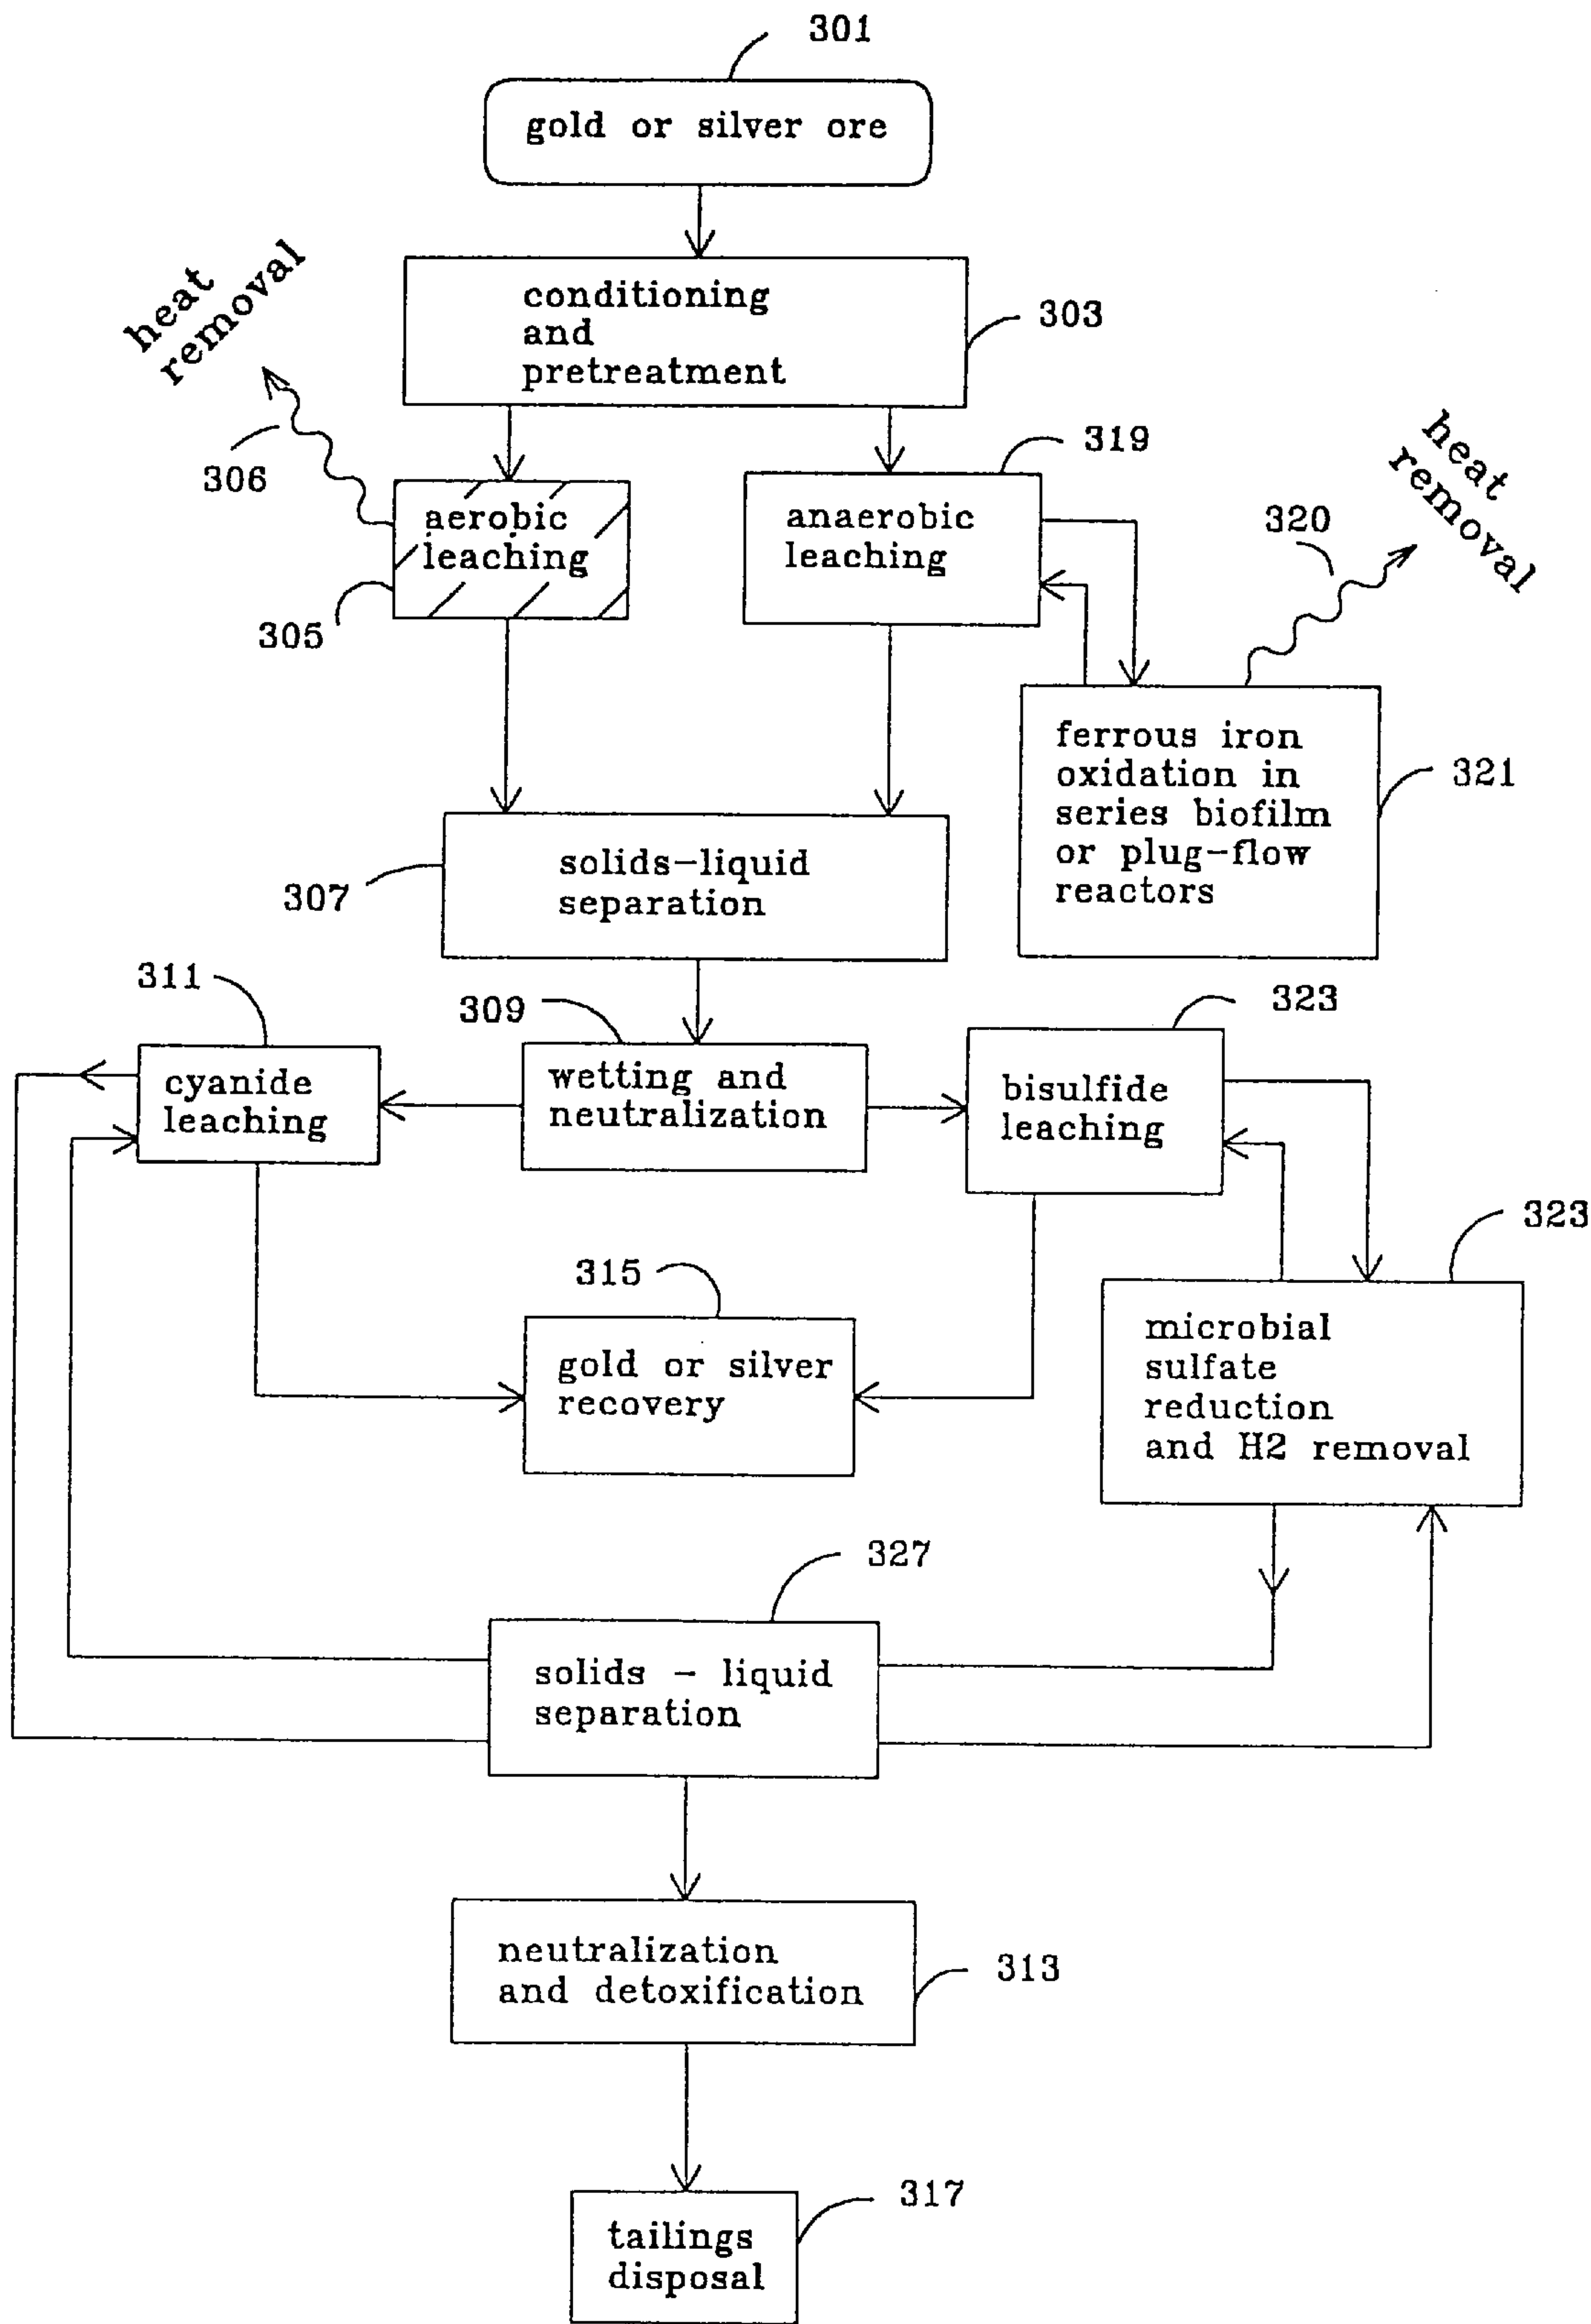 301
gold or silver ore
conditioning
and
pretreatment
303
heat
removal
306
319
aerobic
leaching
305
anaerobic
leaching
heat
removal
320
ferrous iron
oxidation in
series biofilm
or plug-flow
reactors
321
solids-liquid
separation
307
311
309
323
cyanide
leaching
wetting and
neutralization
bisulfide
leaching
323
315
gold or silver
recovery
microbial
sulfate
reduction
and H2 removal
327
solids - liquid
separation
neutralization
and detoxification
313
317
tailings
disposal